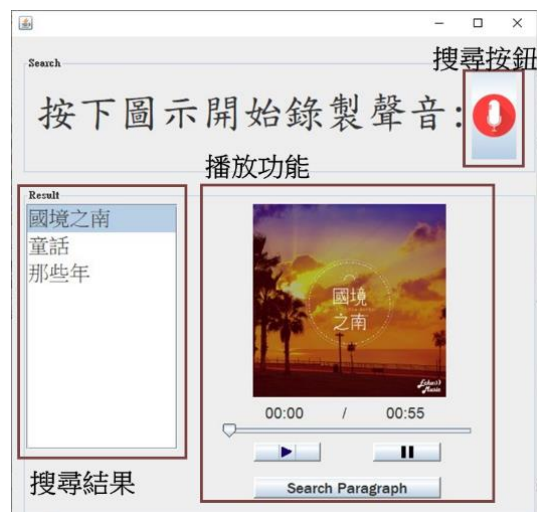 Search
搜尋按鈕
按下圖示開始錄製聲音:
播放功能
Result
國境之南
童話
那些年
國境
之南
Echoes
Music
00:00 / 00:55
Search Paragraph
搜尋結果